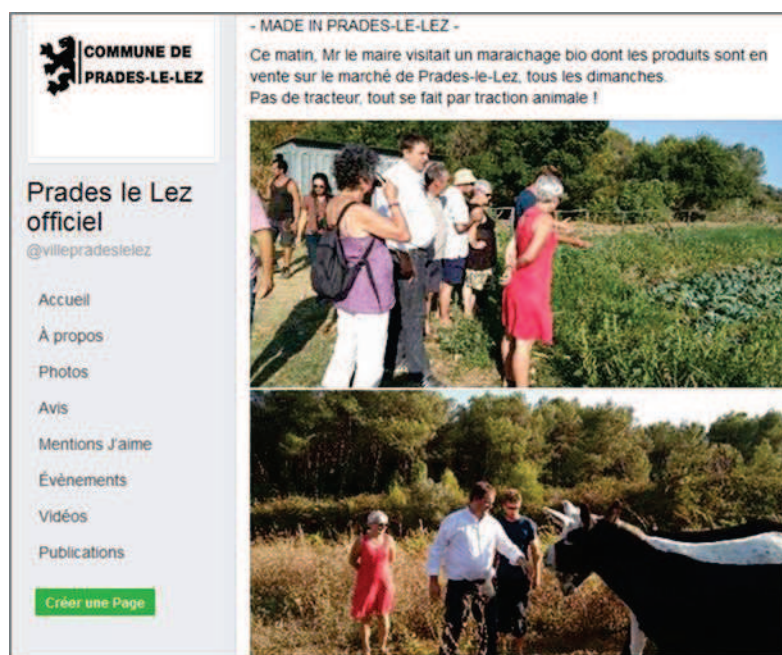 COMMUNE DE
PRADES-LE-LEZ
Prades le Lez
officiel
@villepradeslelez
Accueil
À propos
Photos
Avis
Mentions J'aime
Évènements
Vidéos
Publications
Créer une Page
- MADE IN PRADES-LE-LEZ -
Ce matin, Mr le maire visitait un maraichage bio dont les produits sont en
vente sur le marché de Prades-le-Lez, tous les dimanches.
Pas de tracteur, tout se fait par traction animale !